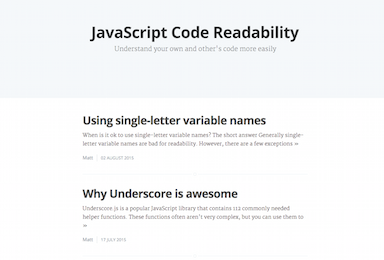 JavaScript Code Readability
Understand your own and other's code more easily
Using single-letter variable names
When is it ok to use single-letter variable names? The short answer Generally single-
letter variable names are bad for readability. However, there are a few exceptions »
Matt | 03 AUGUST 2015
Why Underscore is awesome
Underscore.js is a popular JavaScript library that contains 112 commonly needed
helper functions. These functions often aren't very complex, but you can use them to
»
Matt | 17 JULY 2015